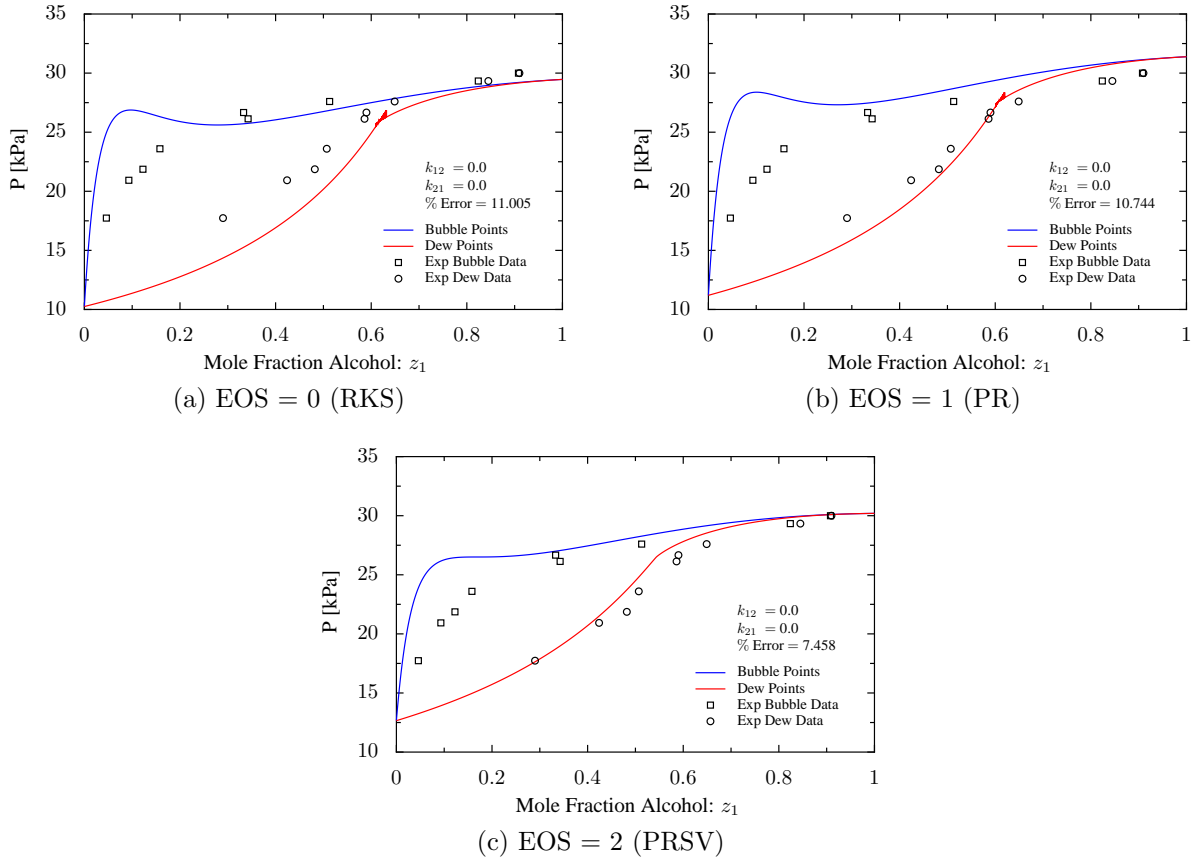 35
30
25
20
15
10
0
0.2
0.4
0.6
0.8
1
P [kPa]
Mole Fraction Alcohol: z₁
k₁₂ = 0.0
k₂₁ = 0.0
% Error = 11.005
Bubble Points
Dew Points
Exp Bubble Data
Exp Dew Data
(a) EOS = 0 (RKS)
35
30
25
20
15
10
0
0.2
0.4
0.6
0.8
1
P [kPa]
Mole Fraction Alcohol: z₁
k₁₂ = 0.0
k₂₁ = 0.0
% Error = 10.744
Bubble Points
Dew Points
Exp Bubble Data
Exp Dew Data
(b) EOS = 1 (PR)
35
30
25
20
15
10
0
0.2
0.4
0.6
0.8
1
P [kPa]
Mole Fraction Alcohol: z₁
k₁₂ = 0.0
k₂₁ = 0.0
% Error = 7.458
Bubble Points
Dew Points
Exp Bubble Data
Exp Dew Data
(c) EOS = 2 (PRSV)